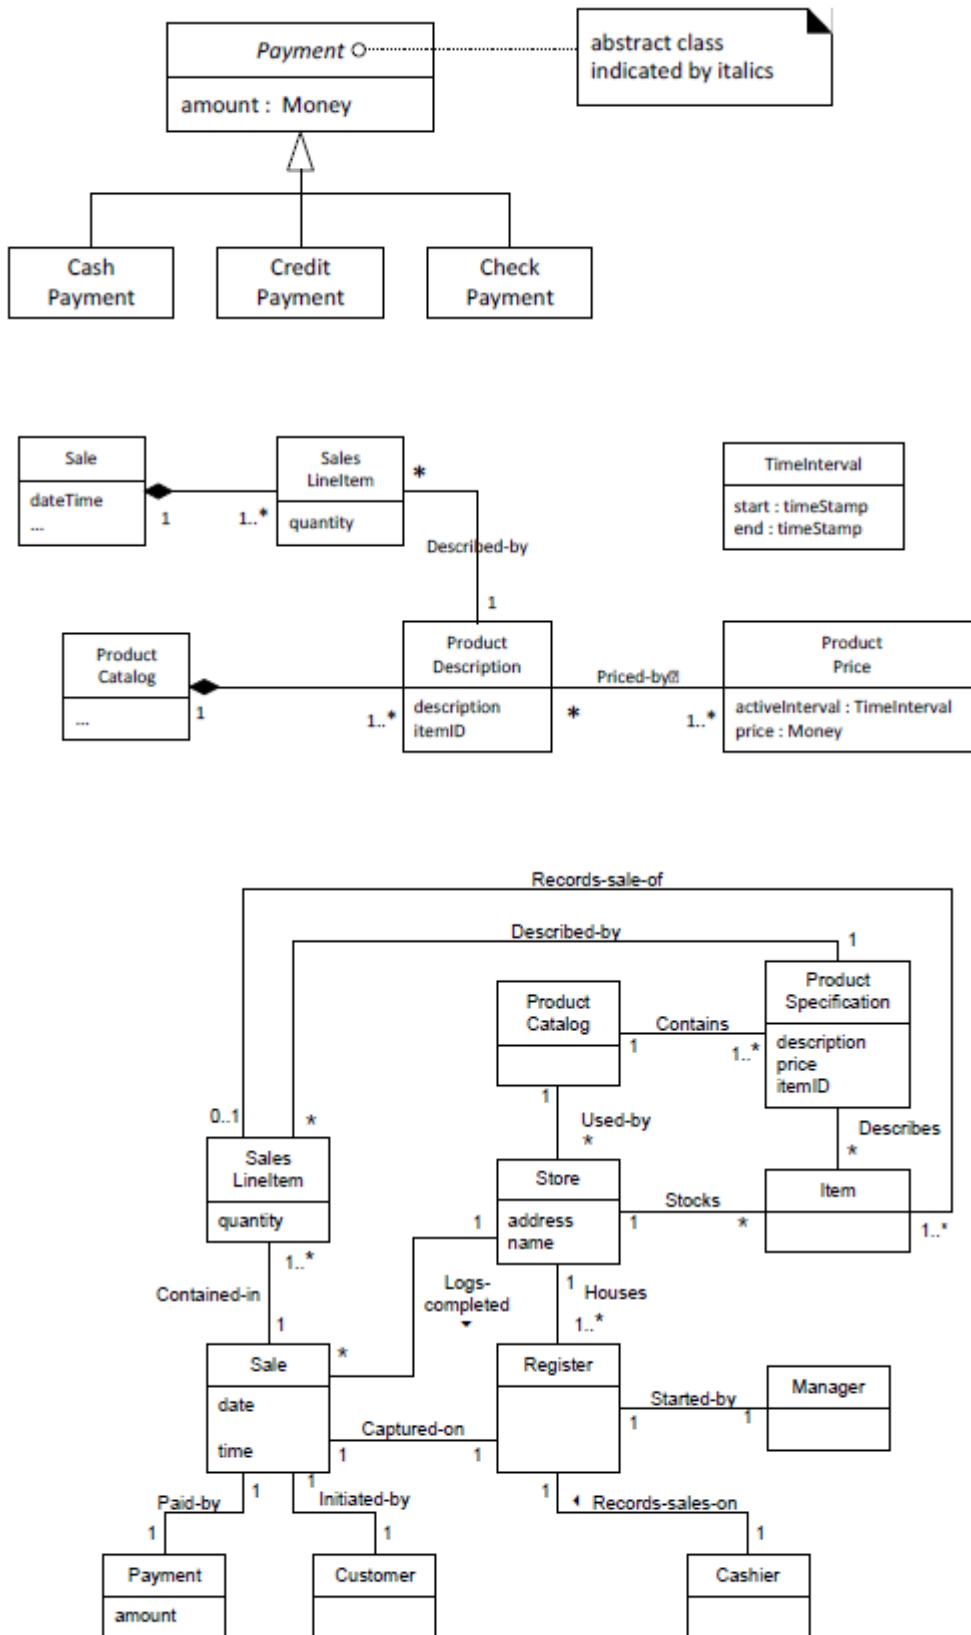 Payment
abstract class
indicated by italics
amount : Money
Cash
Payment
Credit
Payment
Check
Payment
Sale
dateTime
...
1
1..*
Sales
LineItem
quantity
*
Described-by
1
TimeInterval
start : timeStamp
end : timeStamp
Product
Catalog
...
1
1..*
Product
Description
description
itemID
Priced-by
*
1..*
Product
Price
activeInterval : TimeInterval
price : Money
Records-sale-of
Described-by
1
Product
Catalog
Contains
1
1..*
Product
Specification
description
price
itemID
1
Used-by
*
0..1
*
Describes
*
Sales
LineItem
quantity
1..*
Store
address
name
1
Stocks
1
*
Item
1..*
Contained-in
1
Logs-
completed
1
Houses
1..*
Sale
date
time
*
Captured-on
1
1
Register
Started-by
1
1
Manager
Paid-by
1
1
1
Initiated-by
1
1
Records-sales-on
1
Payment
amount
Customer
Cashier